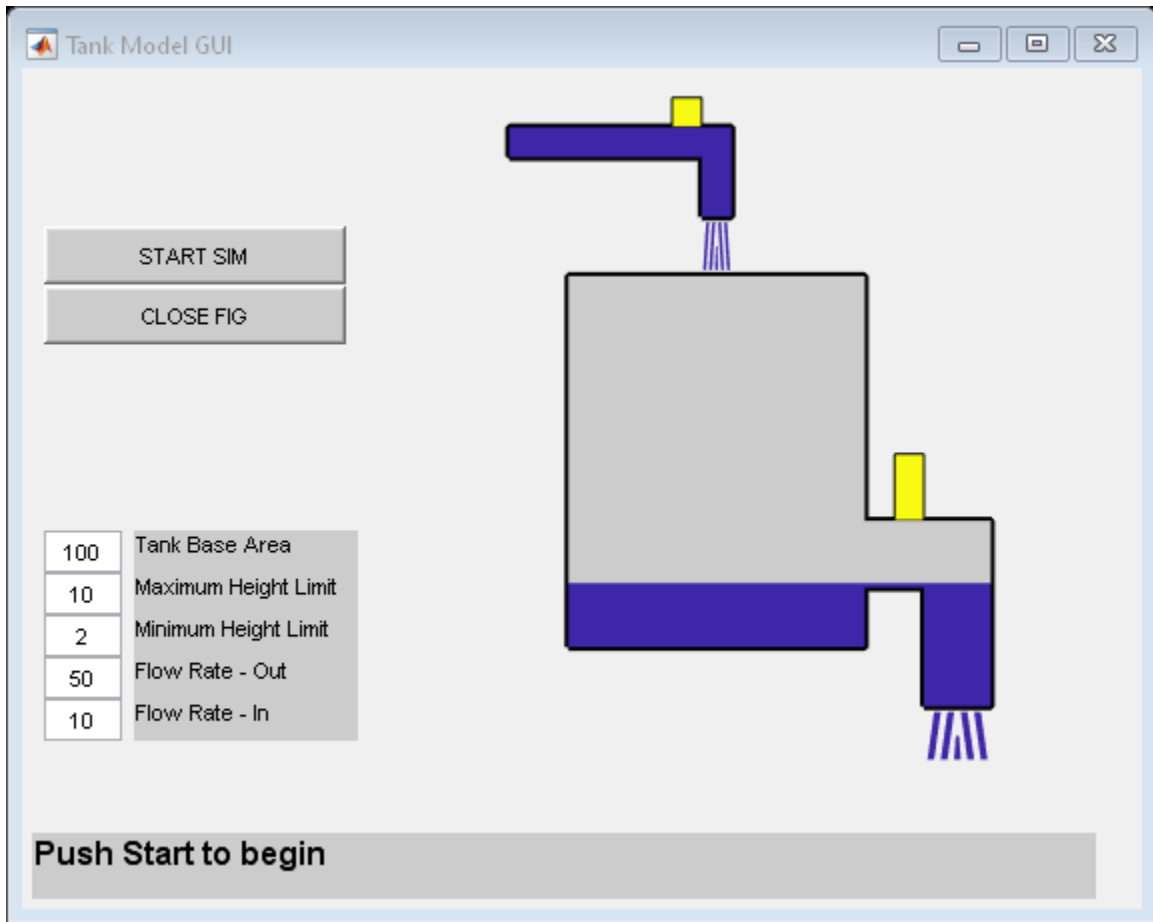 Tank Model GUI
START SIM
CLOSE FIG
100 Tank Base Area
10 Maximum Height Limit
2 Minimum Height Limit
50 Flow Rate - Out
10 Flow Rate - In
Push Start to begin